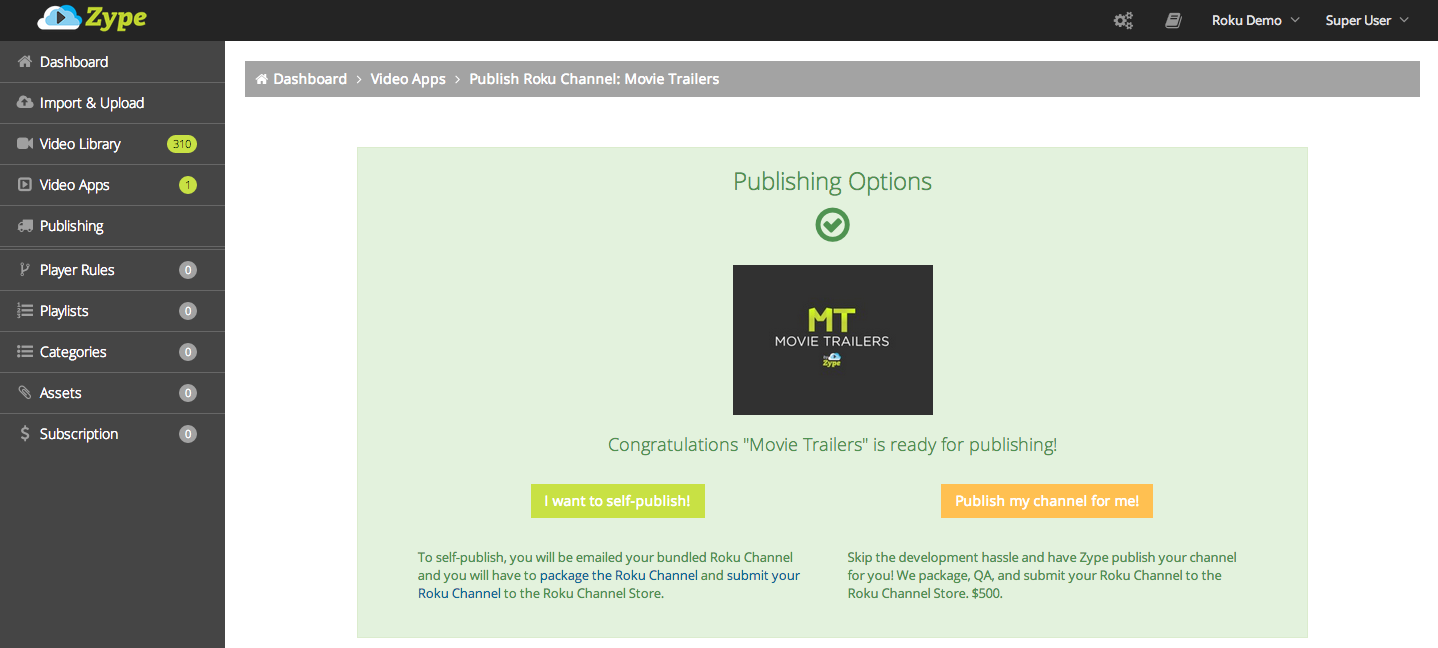 Zype
Roku Demo
Super User
Dashboard
Import & Upload
Video Library 310
Video Apps 1
Publishing
Player Rules 0
Playlists 0
Categories 0
Assets 0
Subscription 0
Dashboard > Video Apps > Publish Roku Channel: Movie Trailers
Publishing Options
MT
MOVIE TRAILERS
by
Zype
Congratulations "Movie Trailers" is ready for publishing!
I want to self-publish!
To self-publish, you will be emailed your bundled Roku Channel
and you will have to package the Roku Channel and submit your
Roku Channel to the Roku Channel Store.
Publish my channel for me!
Skip the development hassle and have Zype publish your channel
for you! We package, QA, and submit your Roku Channel to the
Roku Channel Store. $500.